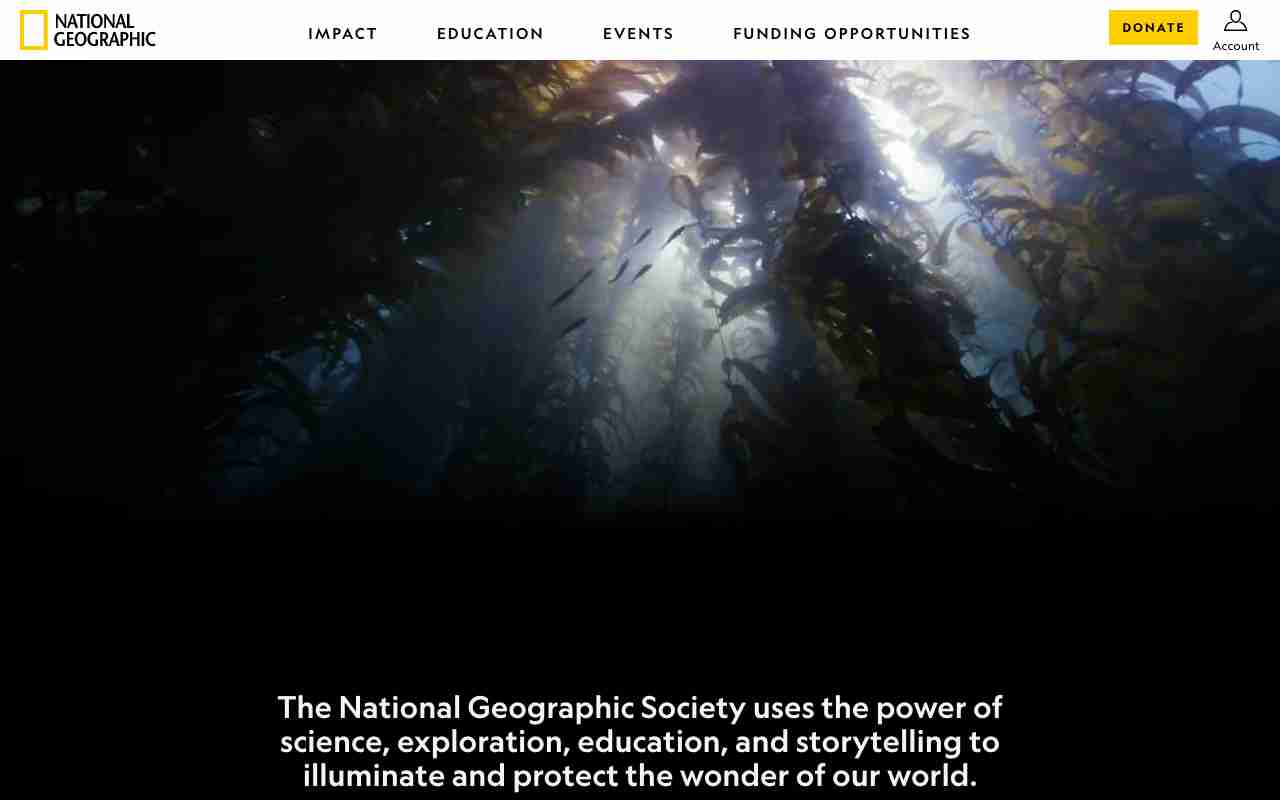 NATIONAL
GEOGRAPHIC
IMPACT
EDUCATION
EVENTS
FUNDING OPPORTUNITIES
DONATE
Account
The National Geographic Society uses the power of
science, exploration, education, and storytelling to
illuminate and protect the wonder of our world.